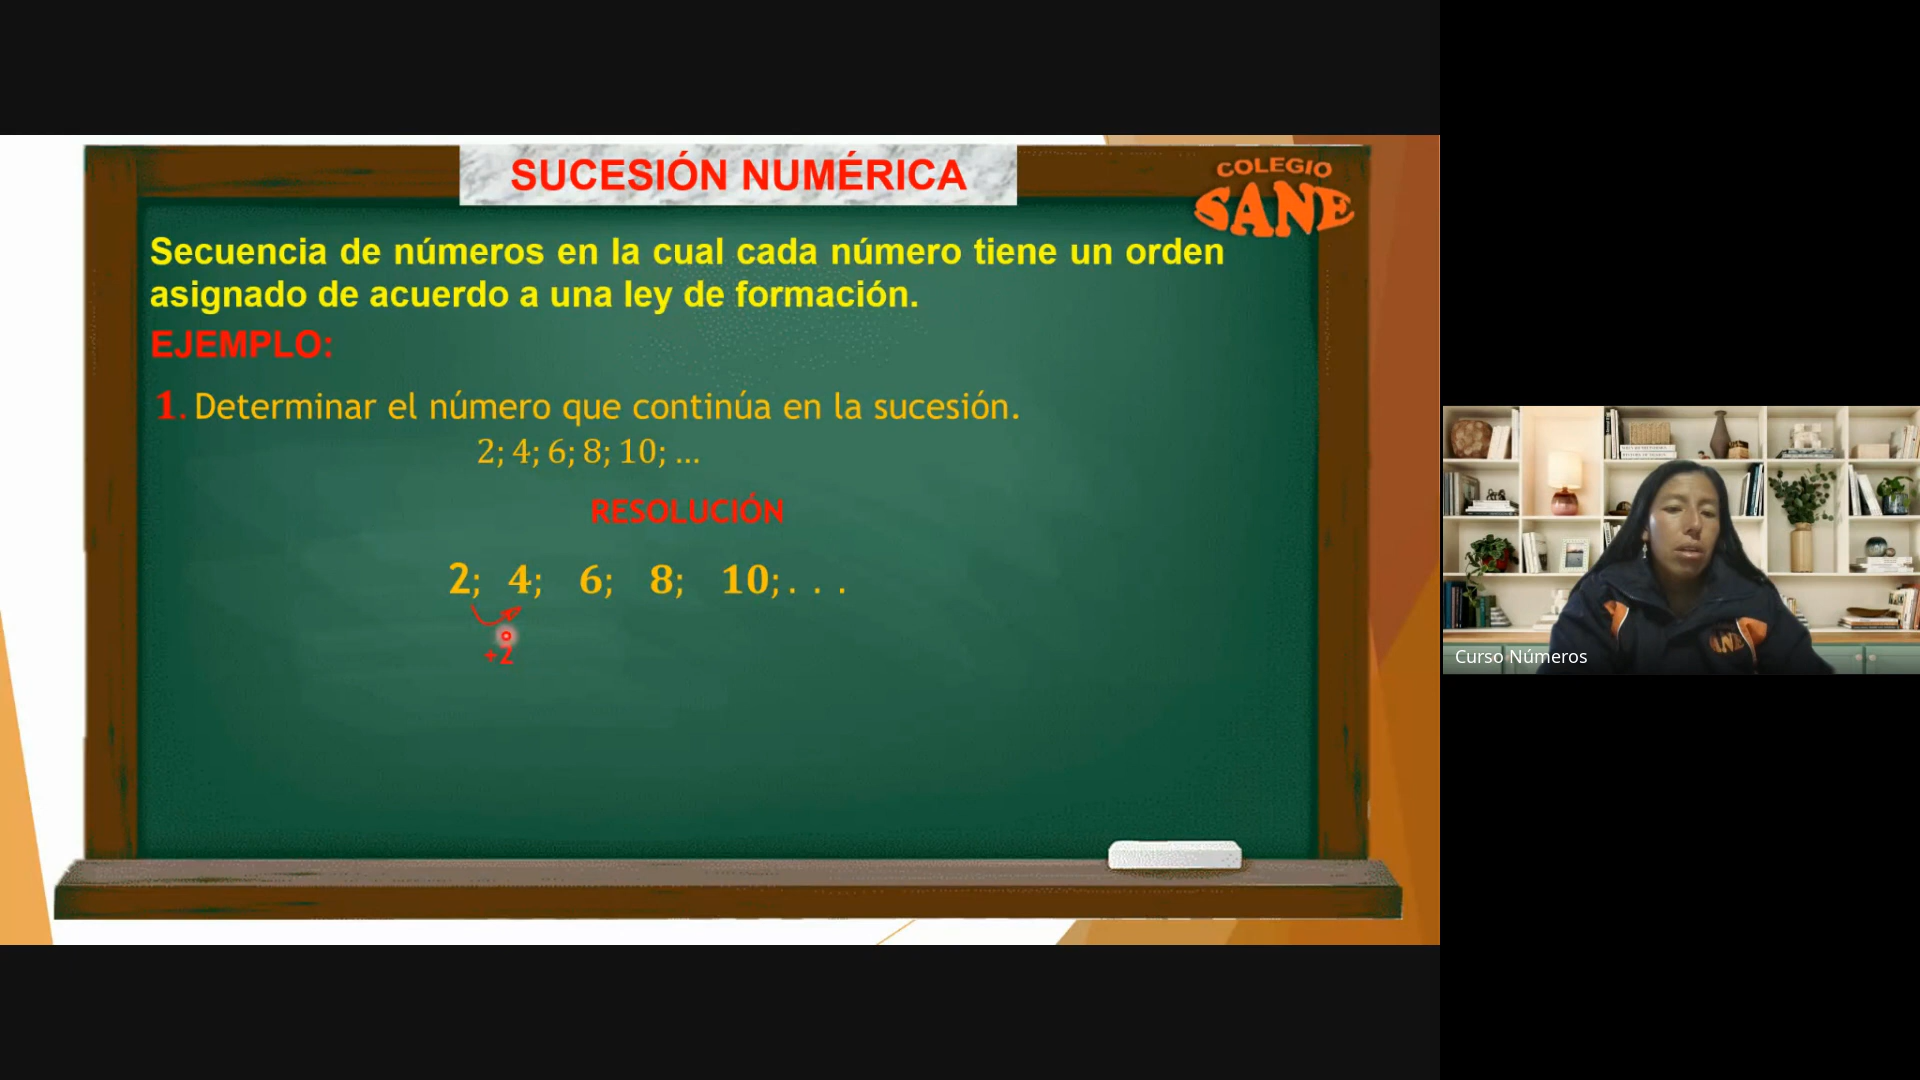 SUCESIÓN NUMÉRICA
COLEGIO
SANE
Secuencia de números en la cual cada número tiene un orden
asignado de acuerdo a una ley de formación.
EJEMPLO:
1. Determinar el número que continúa en la sucesión.
2; 4; 6; 8; 10; ...
RESOLUCIÓN
2; 4; 6; 8; 10; . . .
+2
Curso Números